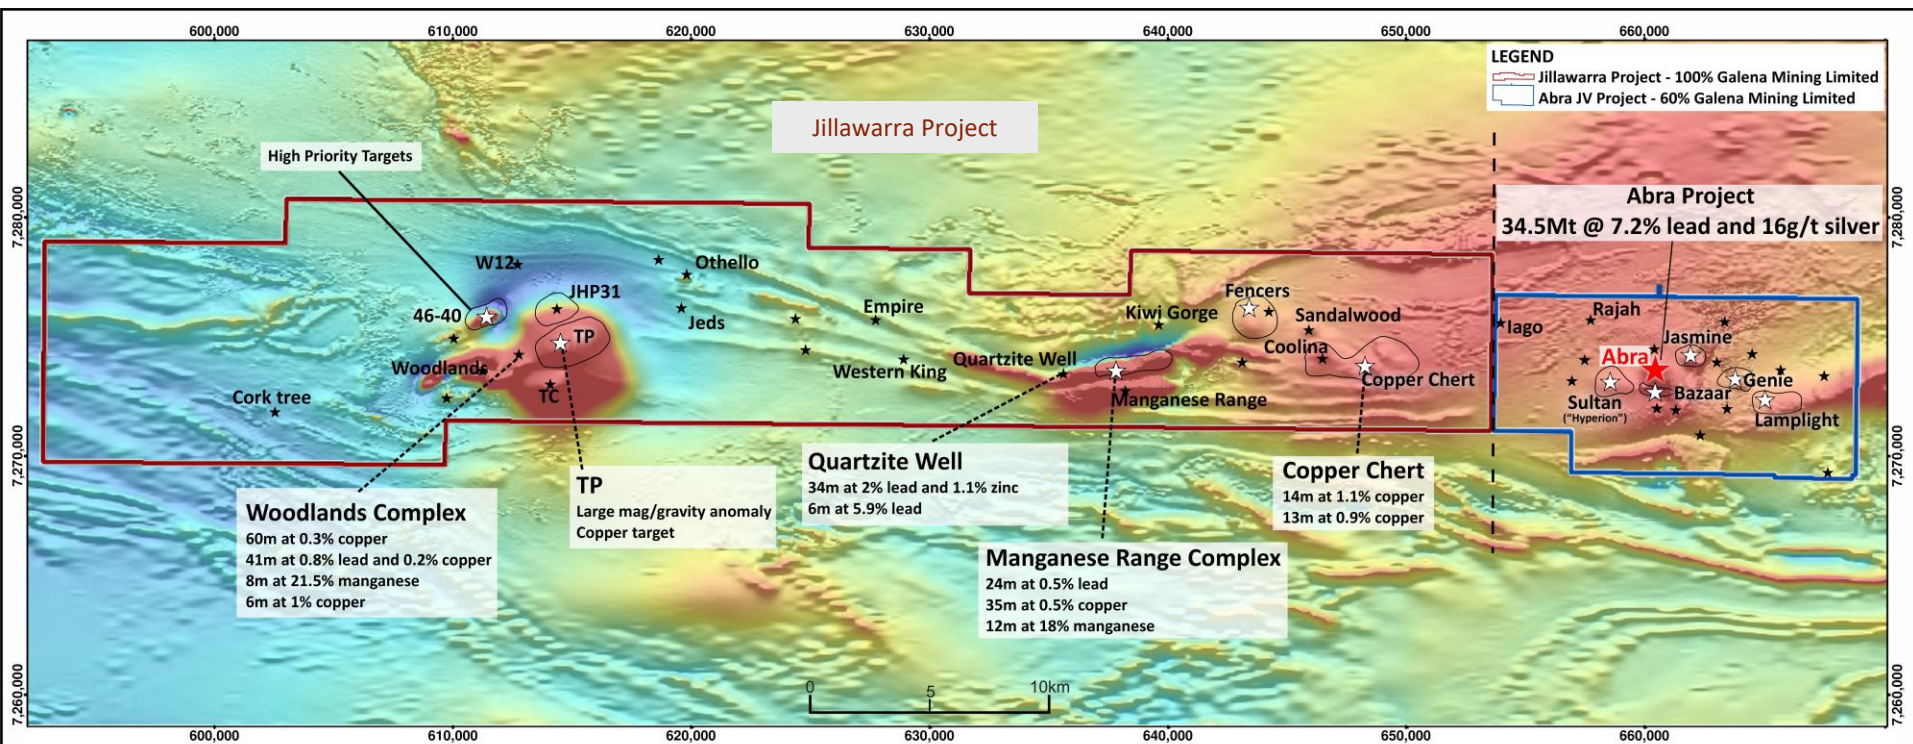 600,000
610,000
620,000
630,000
640,000
650,000
660,000
LEGEND
Jillawarra Project - 100% Galena Mining Limited
Abra JV Project - 60% Galena Mining Limited
Jillawarra Project
High Priority Targets
7,280,000
7,280,000
Abra Project
34.5Mt @ 7.2% lead and 16g/t silver
W12
Othello
JHP31
46-40
TP
Jeds
Empire
Kiwi Gorge
Fencers
Sandalwood
Iago
Rajah
Jasmine
Woodlands
Western King
Quartzite Well
Coolina
Copper Chert
Abra
Genie
Cork tree
TC
Manganese Range
Sultan
("Hyperion")
Bazaar
Lamplight
7,270,000
7,270,000
Woodlands Complex
60m at 0.3% copper
41m at 0.8% lead and 0.2% copper
8m at 21.5% manganese
6m at 1% copper
TP
Large mag/gravity anomaly
Copper target
Quartzite Well
34m at 2% lead and 1.1% zinc
6m at 5.9% lead
Manganese Range Complex
24m at 0.5% lead
35m at 0.5% copper
12m at 18% manganese
Copper Chert
14m at 1.1% copper
13m at 0.9% copper
7,260,000
7,260,000
0
5
10km
600,000
610,000
620,000
630,000
640,000
650,000
660,000